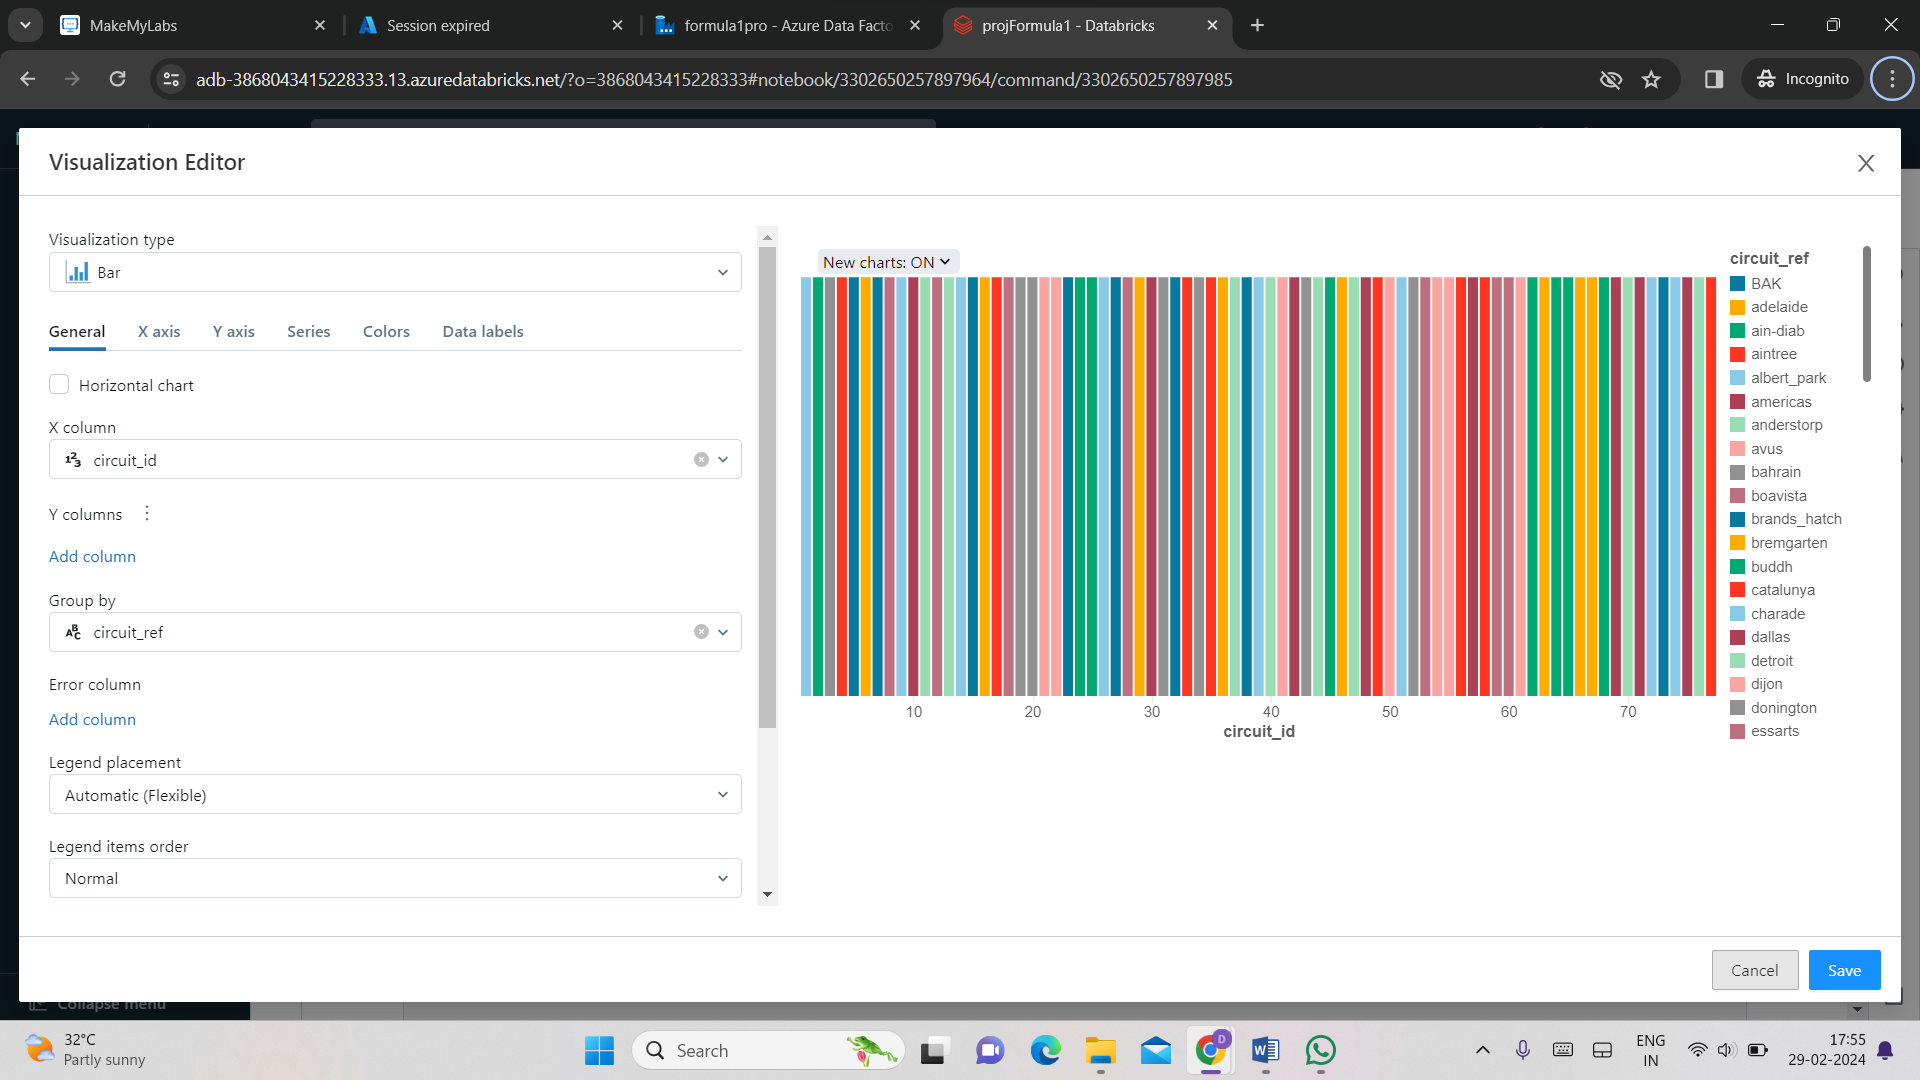 MakeMyLabs
Session expired
formula1pro - Azure Data Facto
projFormula1 - Databricks
adb-3868043415228333.13.azuredatabricks.net/?o=3868043415228333#notebook/3302650257897964/command/3302650257897985
Incognito
Visualization Editor
Visualization type
Bar
General X axis Y axis Series Colors Data labels
Horizontal chart
X column
circuit_id
Y columns
Add column
Group by
circuit_ref
Error column
Add column
Legend placement
Automatic (Flexible)
Legend items order
Normal
New charts: ON
10 20 30 40 50 60 70
circuit_id
circuit_ref
BAK
adelaide
ain-diab
aintree
albert_park
americas
anderstorp
avus
bahrain
boavista
brands_hatch
bremgarten
buddh
catalunya
charade
dallas
detroit
dijon
donington
essarts
Cancel Save
Collapse menu
32°C
Partly sunny
Search
ENG
IN
17:55
29-02-2024